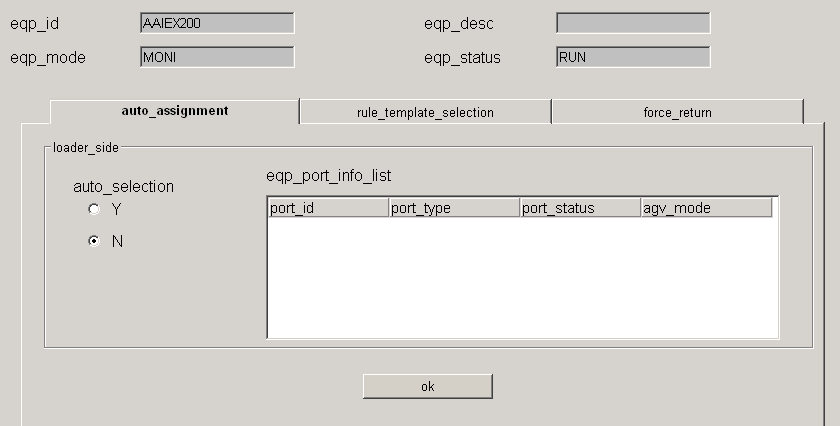 eqp_id AAIEX200 eqp_desc
eqp_mode MONI eqp_status RUN
auto_assignment rule_template_selection force_return
loader_side
auto_selection eqp_port_info_list
Y port_id port_type port_status agv_mode
N
ok